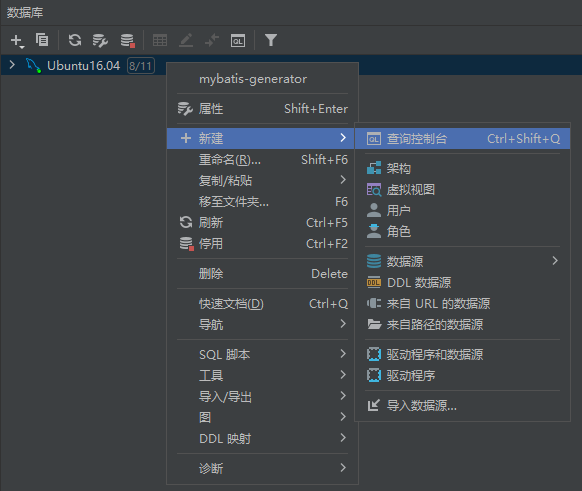 数据库
Ubuntu16.04 8/11
mybatis-generator
属性 Shift+Enter
新建
重命名(R)... Shift+F6
复制/粘贴
移至文件夹... F6
刷新 Ctrl+F5
停用 Ctrl+F2
删除 Delete
快速文档(D) Ctrl+Q
导航
SQL 脚本
工具
导入/导出
图
DDL 映射
诊断
QL 查询控制台 Ctrl+Shift+Q
架构
虚拟视图
用户
角色
数据源
DDL 数据源
来自 URL 的数据源
来自路径的数据源
驱动程序和数据源
驱动程序
导入数据源...